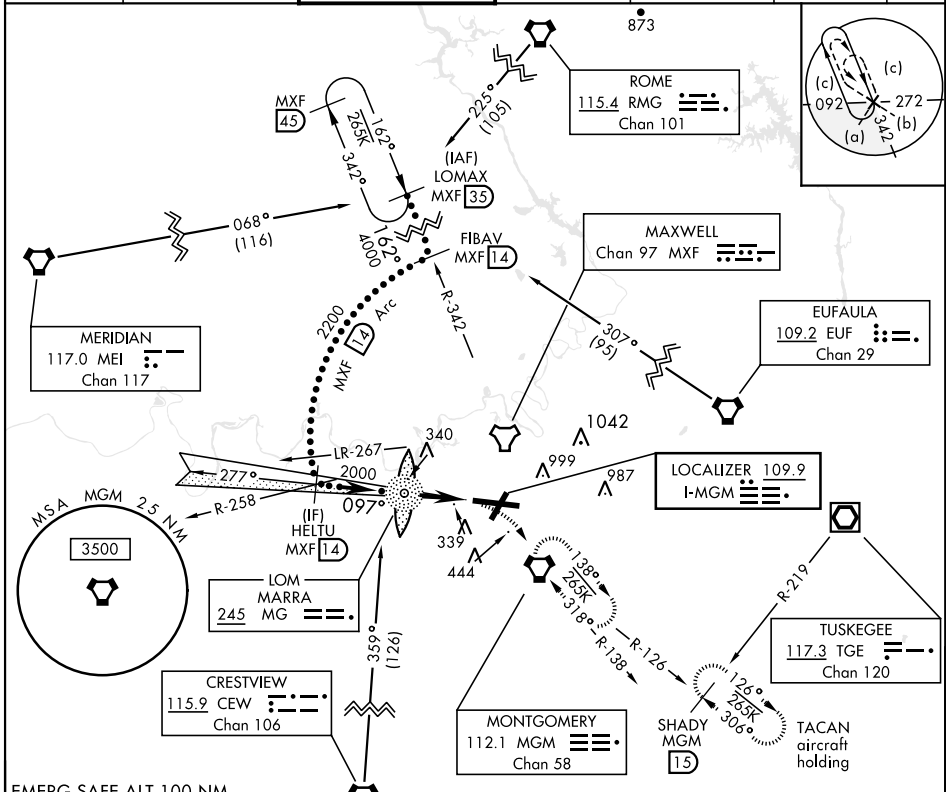 873
ROME
115.4 RMG
Chan 101
(c)
(c)
092
272
(a)
(b)
342
225°
(105)
MXF
45
265K
162°
342°
(IAF)
LOMAX
MXF 35
068°
(116)
162°
4000
FIBAV
MXF 14
R-342
MAXWELL
Chan 97 MXF
MERIDIAN
117.0 MEI
Chan 117
2200
MXF 14 Arc
307°
(95)
EUFAULA
109.2 EUF
Chan 29
340
1042
999
987
LR-267
277°
2000
097°
R-258
(IF)
HELTU
MXF 14
LOCALIZER 109.9
I-MGM
MSA MGM 25 NM
3500
339
444
LOM
MARRA
245 MG
138°
265K
318°
R-138
R-126
R-219
TUSKEGEE
117.3 TGE
Chan 120
359°
(126)
CRESTVIEW
115.9 CEW
Chan 106
MONTGOMERY
112.1 MGM
Chan 58
126°
265K
306°
SHADY
MGM
15
TACAN
aircraft
holding
EMERG SAFE ALT 100 NM